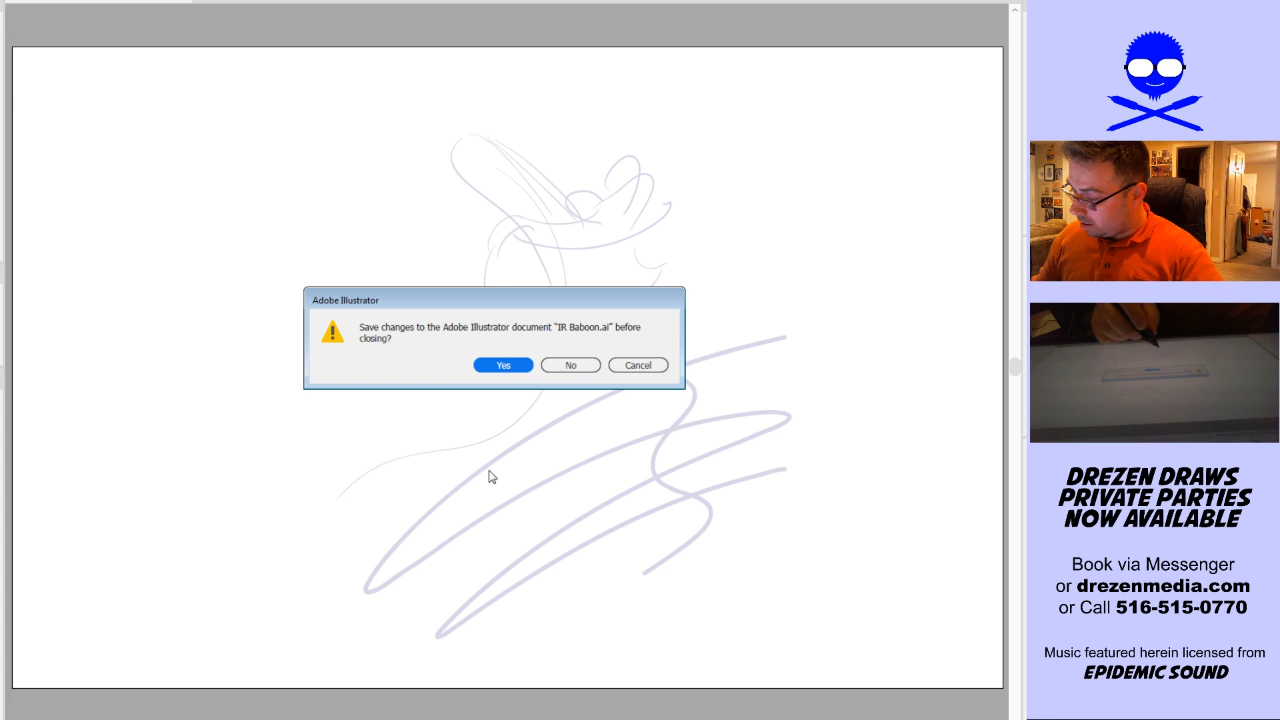 Adobe Illustrator
Save changes to the Adobe Illustrator document "IR Baboon.ai" before
closing?
Yes
No
Cancel
DREZEN DRAWS
PRIVATE PARTIES
NOW AVAILABLE
Book via Messenger
or drezenmedia.com
or Call 516-515-0770
Music featured herein licensed from
EPIDEMIC SOUND